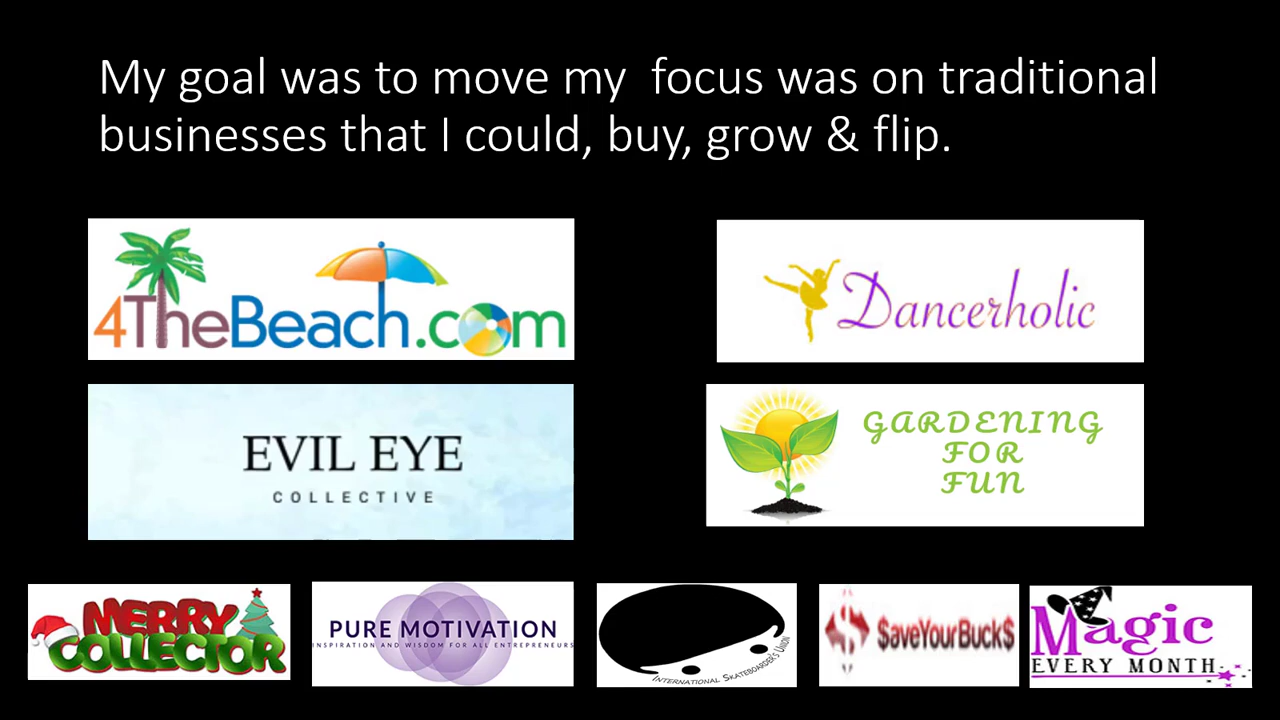 My goal was to move my  focus was on traditional
businesses that I could, buy, grow & flip.
4TheBeach.com
Dancerholic
EVIL EYE
COLLECTIVE
GARDENING
FOR
FUN
MERRY
COLLECTOR
PURE MOTIVATION
INSPIRATION AND WISDOM FOR ALL ENTREPRENEURS
INTERNATIONAL SKATEBOARDER'S UNION
$
$aveYourBuck$
Magic
EVERY MONTH